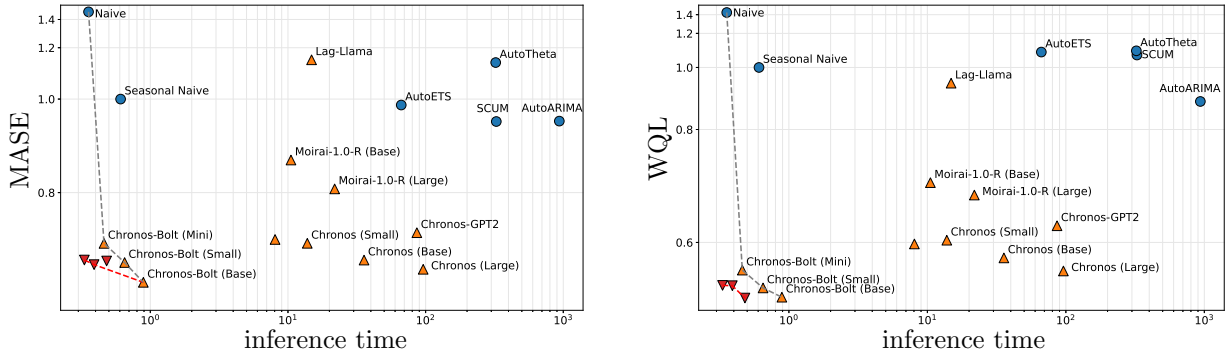 1.4
1.2
1.0
0.8
MASE
Naive
Lag-Llama
AutoTheta
Seasonal Naive
AutoETS
SCUM
AutoARIMA
Moirai-1.0-R (Base)
Moirai-1.0-R (Large)
Chronos-GPT2
Chronos-Bolt (Mini)
Chronos (Small)
Chronos-Bolt (Small)
Chronos (Base)
Chronos-Bolt (Base)
Chronos (Large)
10⁰
10¹
10²
10³
inference time
1.4
1.2
1.0
0.8
0.6
WQL
Naive
AutoETS
AutoTheta
SCUM
Seasonal Naive
Lag-Llama
AutoARIMA
Moirai-1.0-R (Base)
Moirai-1.0-R (Large)
Chronos-GPT2
Chronos (Small)
Chronos (Base)
Chronos-Bolt (Mini)
Chronos (Large)
Chronos-Bolt (Small)
Chronos-Bolt (Base)
10⁰
10¹
10²
10³
inference time